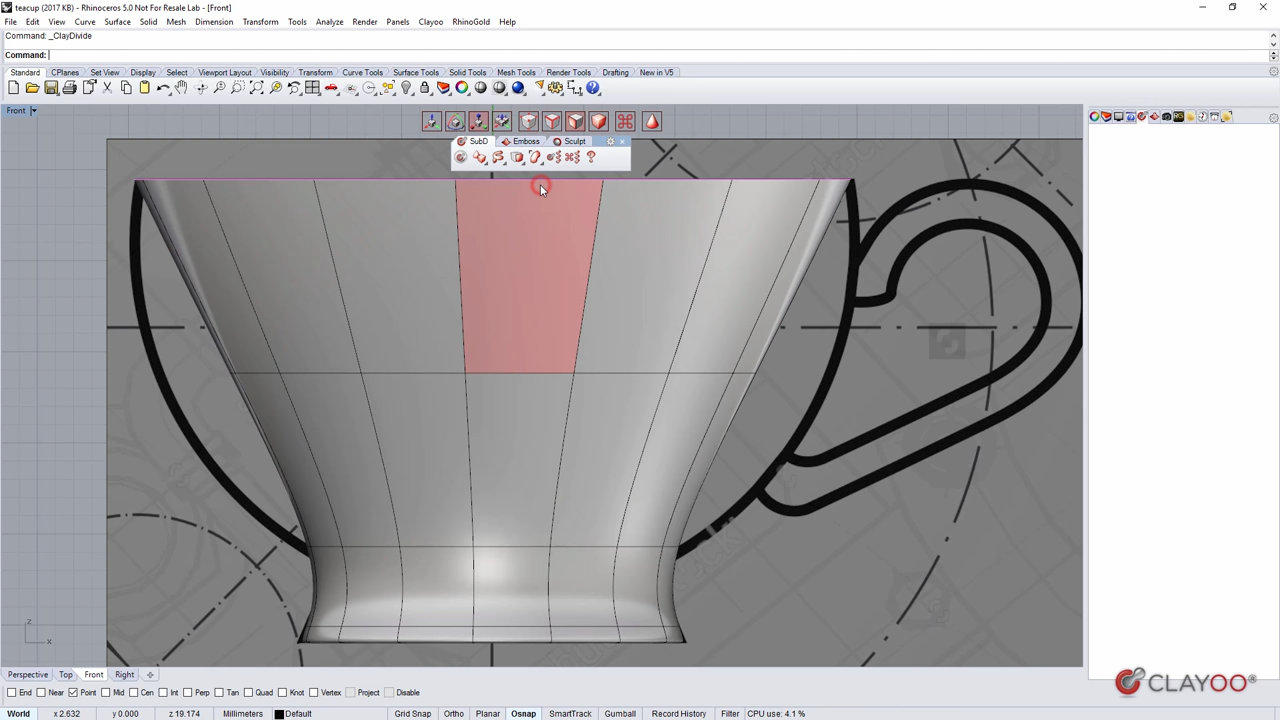 teacup (2017 KB) - Rhinoceros 5.0 Not For Resale Lab - [Front]
File Edit View Curve Surface Solid Mesh Dimension Transform Tools Analyze Render Panels Clayoo RhinoGold Help
Command: _ClayDivide
Command:
Standard CPlanes Set View Display Select Viewport Layout Visibility Transform Curve Tools Surface Tools Solid Tools Mesh Tools Render Tools Drafting New in V5
Front
SubD Emboss Sculpt
z
x
Perspective Top Front Right
CLAYOO®
End Near Point Mid Cen Int Perp Tan Quad Knot Vertex Project Disable
World x 2.632 y 0.000 z 19.174 Millimeters Default Grid Snap Ortho Planar Osnap SmartTrack Gumball Record History Filter CPU use: 4.1 %